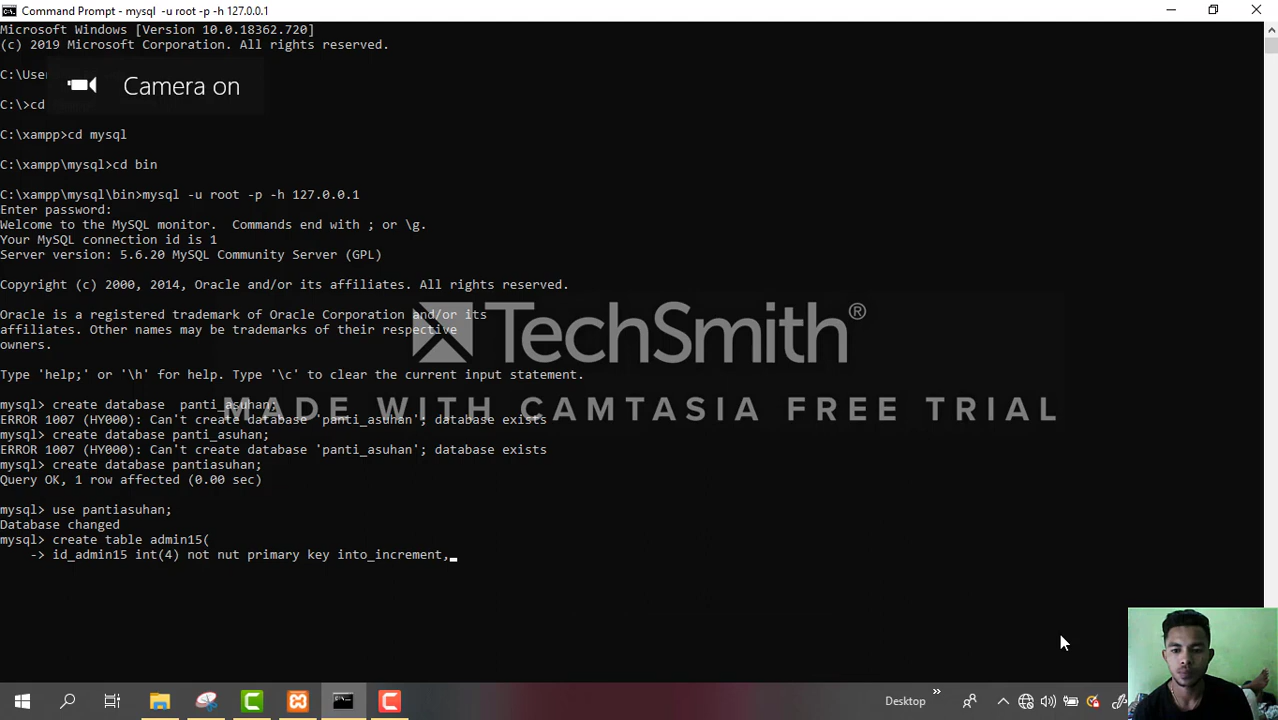 Command Prompt - mysql -u root -p -h 127.0.0.1
Microsoft Windows [Version 10.0.18362.720]
(c) 2019 Microsoft Corporation. All rights reserved.
C:\Use
Camera on
C:\>cd
C:\xampp>cd mysql
C:\xampp\mysql>cd bin
C:\xampp\mysql\bin>mysql -u root -p -h 127.0.0.1
Enter password:
Welcome to the MySQL monitor.  Commands end with ; or \g.
Your MySQL connection id is 1
Server version: 5.6.20 MySQL Community Server (GPL)
Copyright (c) 2000, 2014, Oracle and/or its affiliates. All rights reserved.
Oracle is a registered trademark of Oracle Corporation and/or its
affiliates. Other names may be trademarks of their respective
owners.
TechSmith®
Type 'help;' or '\h' for help. Type '\c' to clear the current input statement.
mysql> create database  panti_asuhan;
MADE WITH CAMTASIA FREE TRIAL
ERROR 1007 (HY000): Can't create database 'panti_asuhan'; database exists
mysql> create database panti_asuhan;
ERROR 1007 (HY000): Can't create database 'panti_asuhan'; database exists
mysql> create database pantiasuhan;
Query OK, 1 row affected (0.00 sec)
mysql> use pantiasuhan;
Database changed
mysql> create table admin15(
    -> id_admin15 int(4) not nut primary key into_increment,_
Desktop